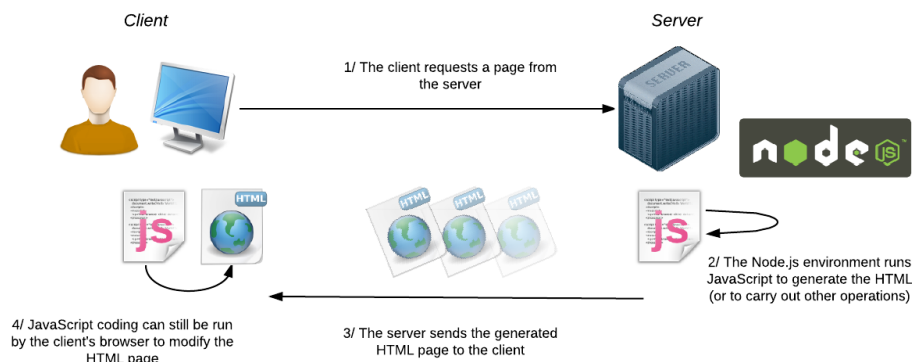 Client
Server
1/ The client requests a page from
the server
SERVER
node
JS
™
HTML
HTML
HTML
HTML
js
js
2/ The Node.js environment runs
JavaScript to generate the HTML
(or to carry out other operations)
4/ JavaScript coding can still be run
by the client's browser to modify the
HTML page
3/ The server sends the generated
HTML page to the client